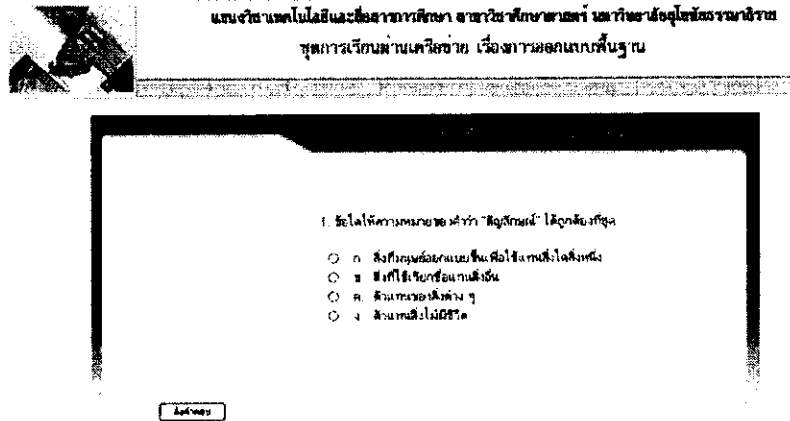 แขนงวิชาเทคโนโลยีและสื่อสารการศึกษา สาขาวิชาศึกษาศาสตร์ มหาวิทยาลัยสุโขทัยธรรมาธิราช
ชุดการเรียนผ่านเครือข่าย เรื่องการออกแบบพื้นฐาน
1. ข้อใดให้ความหมายของคำว่า "สัญลักษณ์" ได้ถูกต้องที่สุด
ก สิ่งที่มนุษย์ออกแบบขึ้นเพื่อใช้แทนสิ่งใดสิ่งหนึ่ง
ข สิ่งที่ใช้เรียกชื่อแทนสิ่งอื่น
ค. ตัวแทนของสิ่งต่าง ๆ
ง ตัวแทนสิ่งไม่มีชีวิต
ส่งคำตอบ